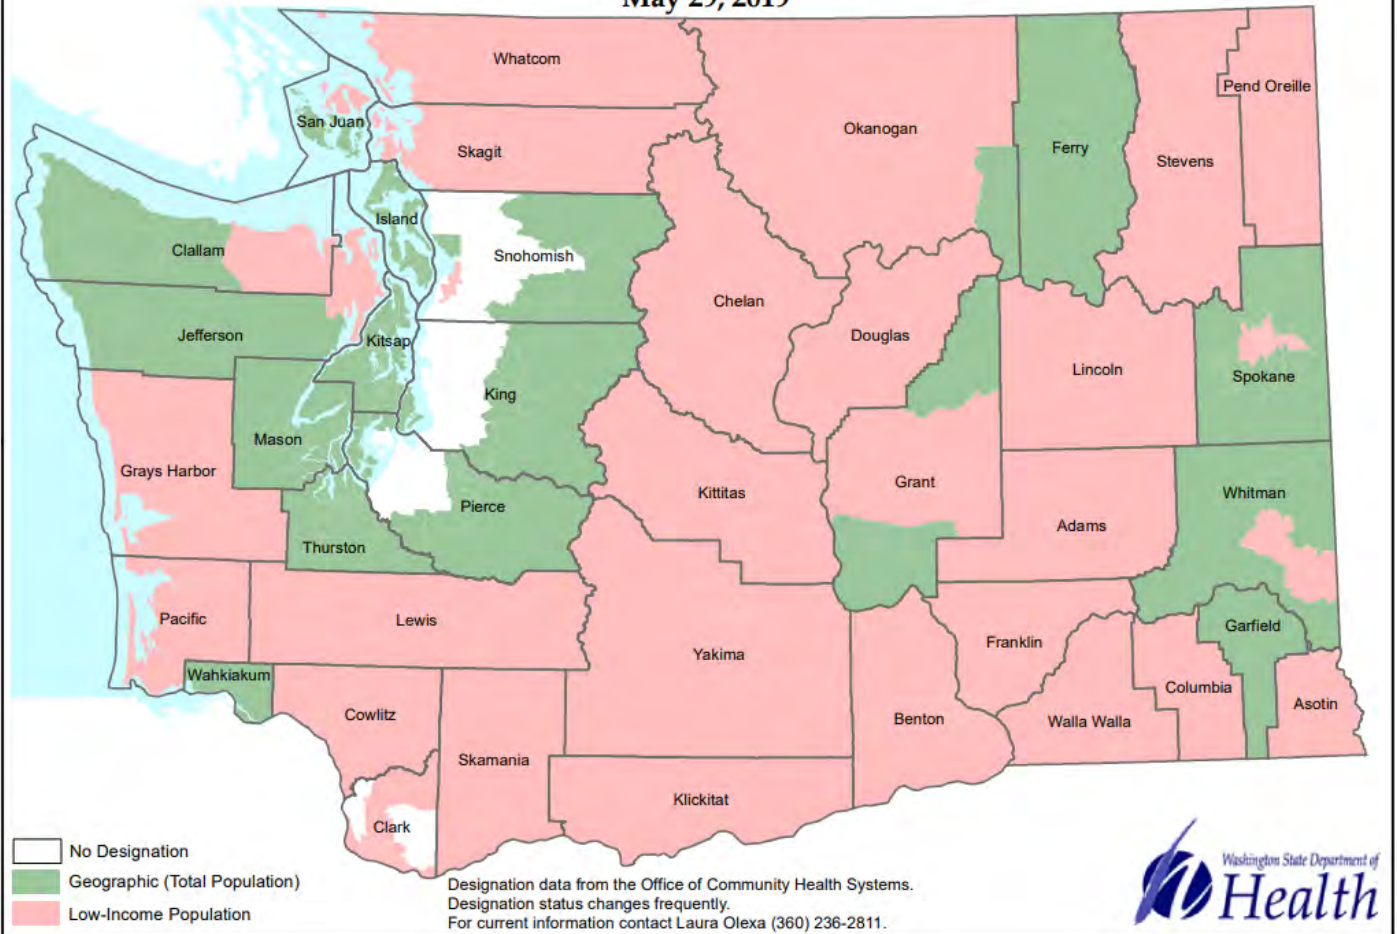 May 29, 2019
Whatcom
Pend Oreille
San Juan
Okanogan
Skagit
Ferry
Stevens
Island
Clallam
Snohomish
Chelan
Jefferson
Kitsap
Douglas
Lincoln
Spokane
King
Mason
Grays Harbor
Grant
Kittitas
Whitman
Pierce
Adams
Thurston
Pacific
Lewis
Garfield
Franklin
Yakima
Wahkiakum
Columbia
Asotin
Cowlitz
Benton
Walla Walla
Skamania
Klickitat
Clark
No Designation
Geographic (Total Population)
Low-Income Population
Designation data from the Office of Community Health Systems.
Designation status changes frequently.
For current information contact Laura Olexa (360) 236-2811.
Washington State Department of
Health